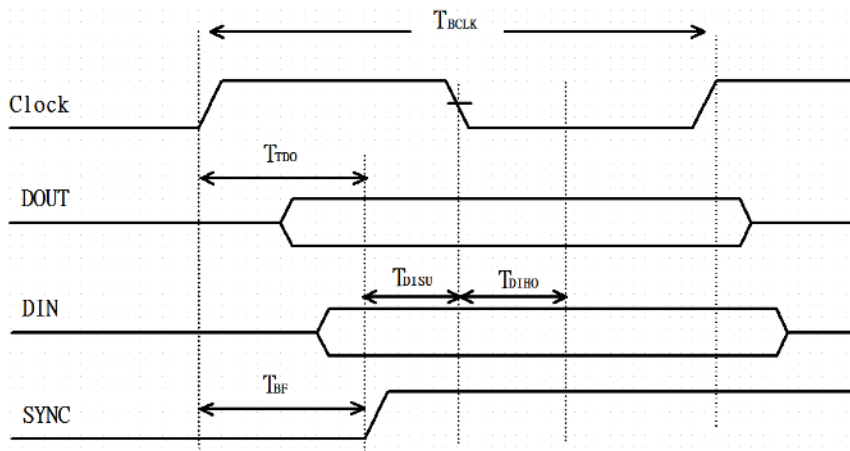 TBCLK
Clock
TTDO
DOUT
TDISU
TDIHO
DIN
TBF
SYNC